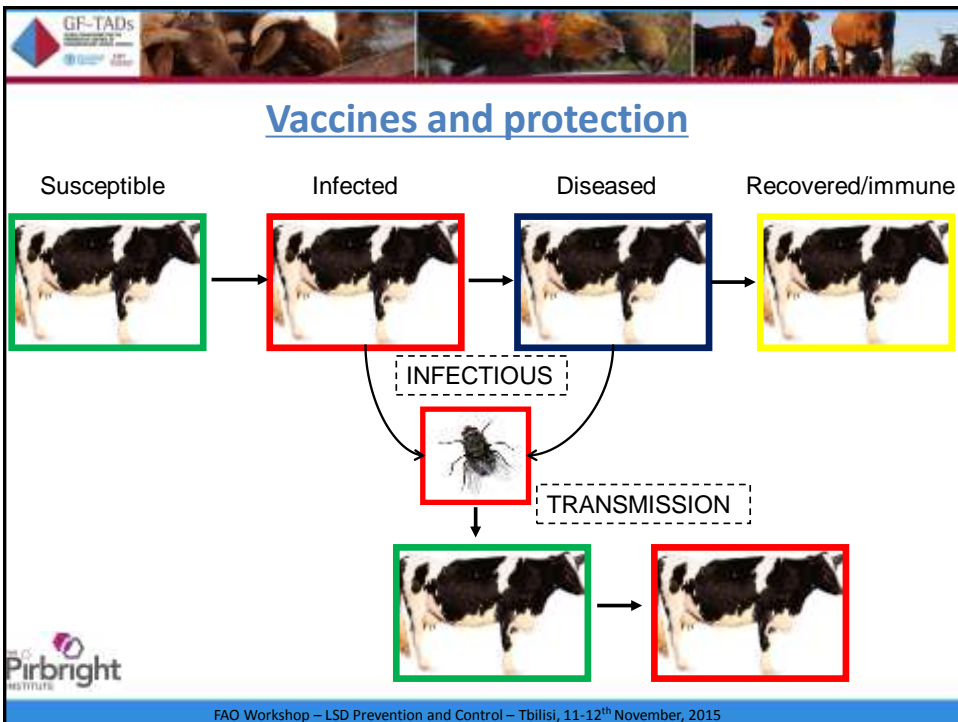 GF-TADs
Vaccines and protection
Susceptible Infected Diseased Recovered/immune
INFECTIOUS
TRANSMISSION
Pirbright
INSTITUTE
FAO Workshop – LSD Prevention and Control – Tbilisi, 11-12th November, 2015